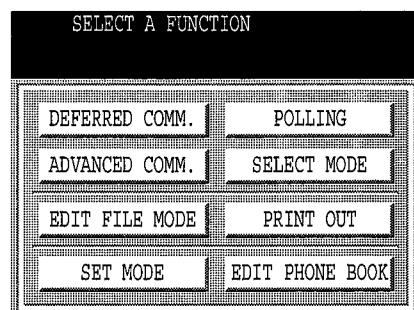 SELECT A FUNCTION
DEFERRED COMM. POLLING
ADVANCED COMM. SELECT MODE
EDIT FILE MODE PRINT OUT
SET MODE EDIT PHONE BOOK